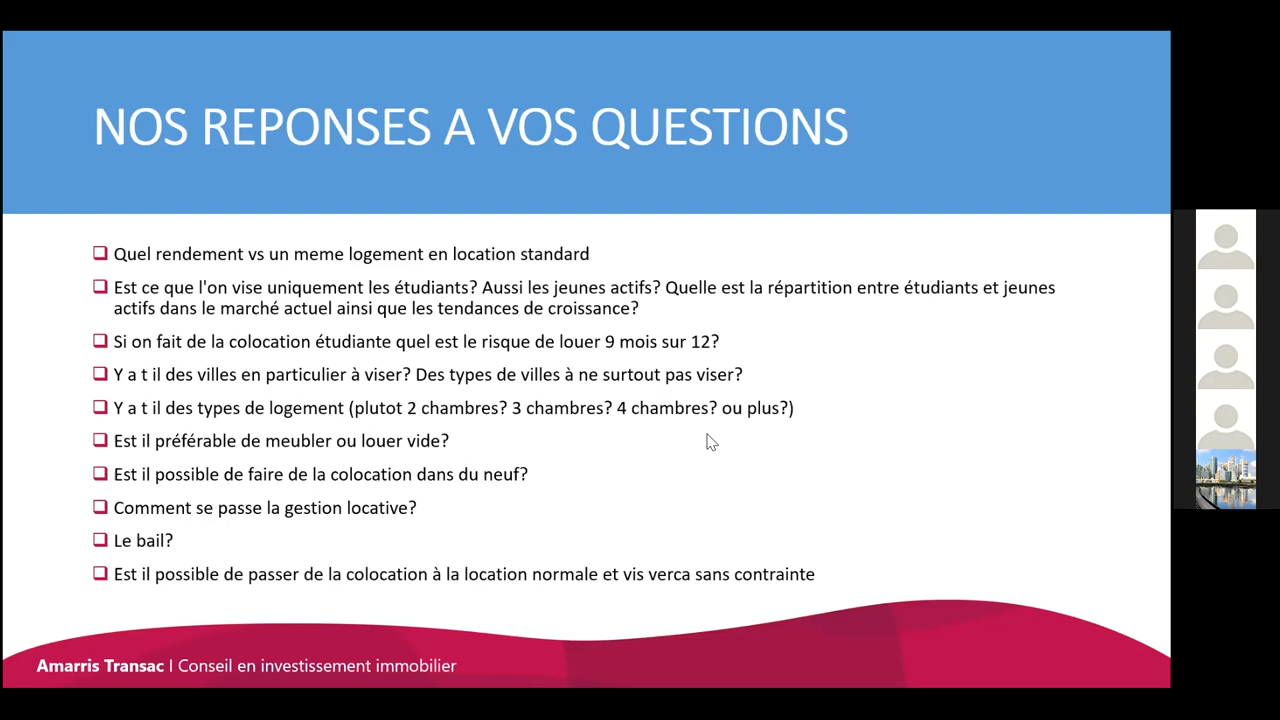 NOS REPONSES A VOS QUESTIONS
Quel rendement vs un meme logement en location standard
Est ce que l'on vise uniquement les étudiants? Aussi les jeunes actifs? Quelle est la répartition entre étudiants et jeunes
actifs dans le marché actuel ainsi que les tendances de croissance?
Si on fait de la colocation étudiante quel est le risque de louer 9 mois sur 12?
Y a t il des villes en particulier à viser? Des types de villes à ne surtout pas viser?
Y a t il des types de logement (plutot 2 chambres? 3 chambres? 4 chambres? ou plus?)
Est il préférable de meubler ou louer vide?
Est il possible de faire de la colocation dans du neuf?
Comment se passe la gestion locative?
Le bail?
Est il possible de passer de la colocation à la location normale et vis verca sans contrainte
Amarris Transac | Conseil en investissement immobilier